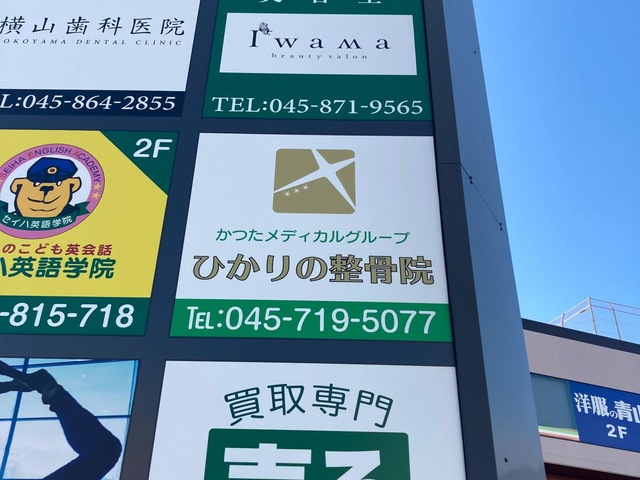 横山歯科医院
OKOYAMA DENTAL CLINIC
L:045-864-2855
Iwama
beauty salon
TEL:045-871-9565
2F
SEIHA ENGLISH ACADEMY
セイハ英語学院
のこども英会話
ハ英語学院
-815-718
かつたメディカルグループ
ひかりの整骨院
TEL:045-719-5077
買取専門
売る
洋服の青山
2F